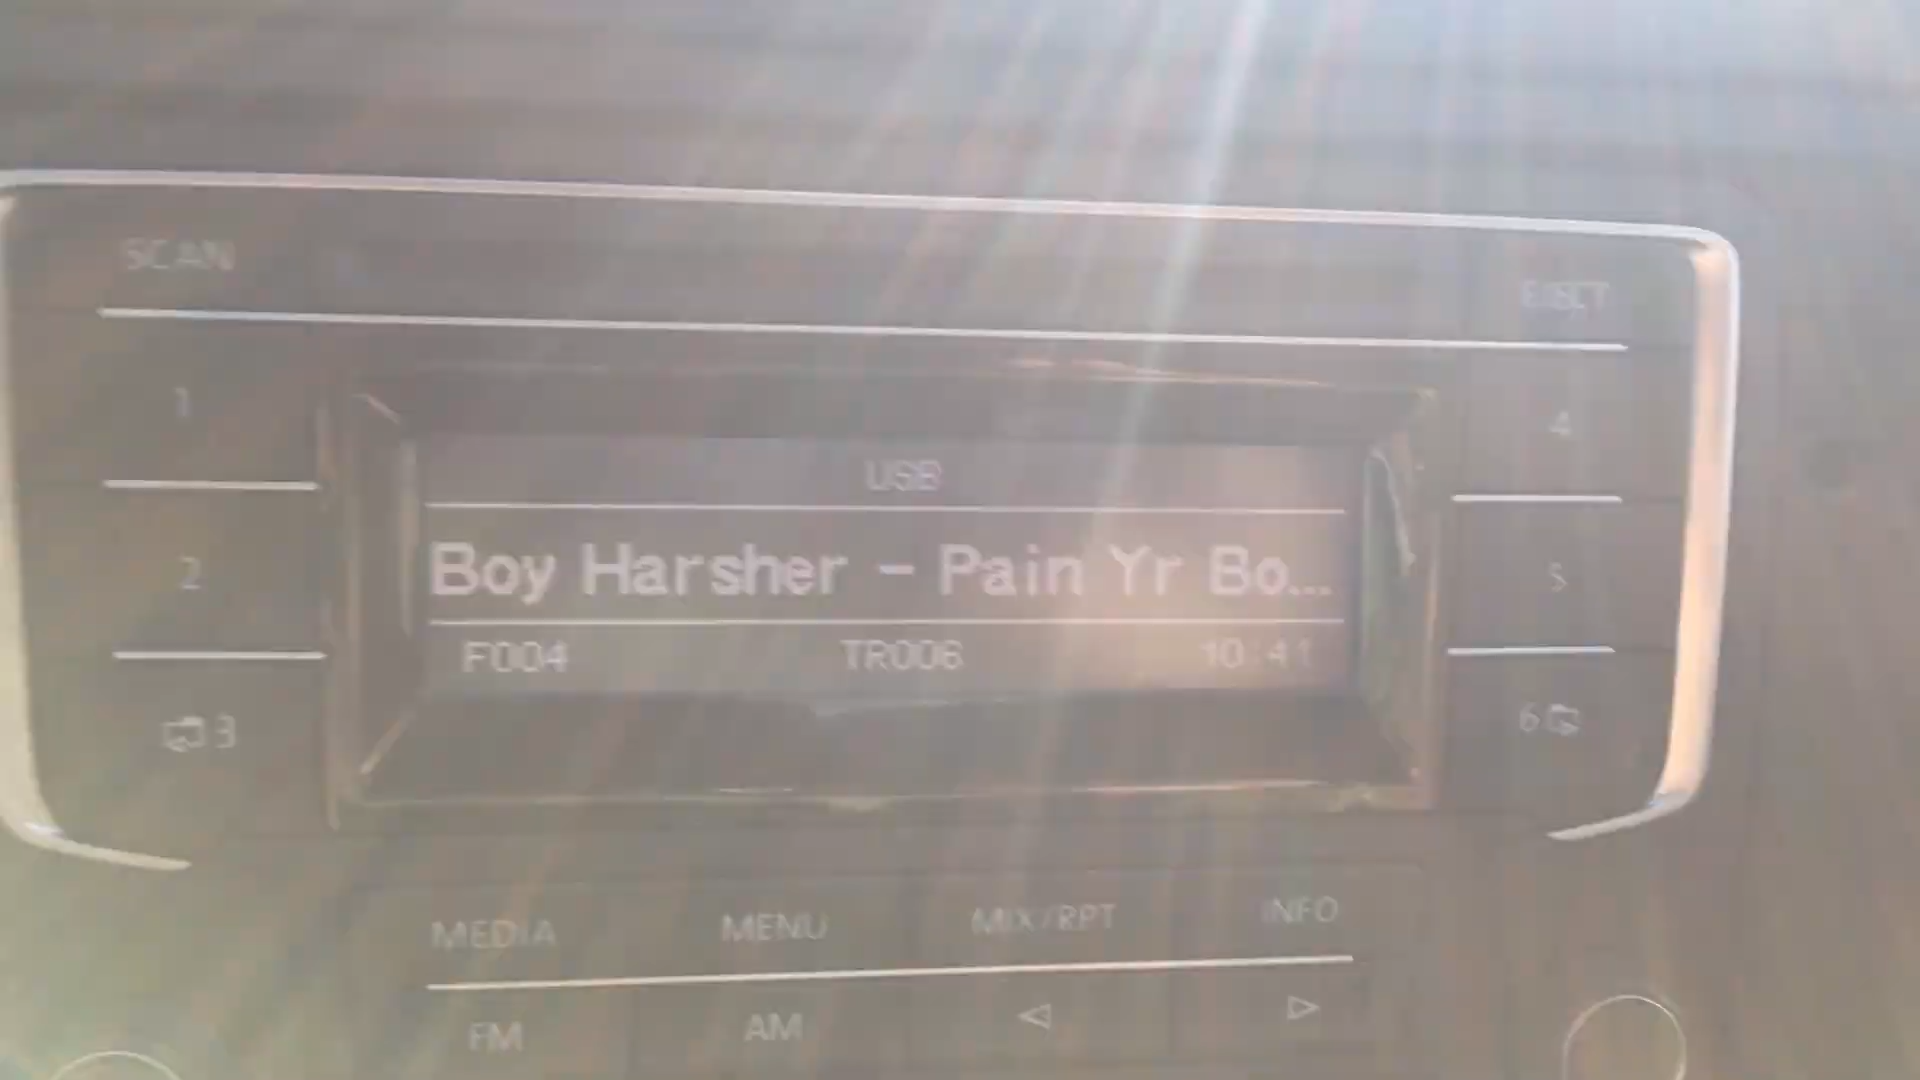 SCAN
EJECT
1
4
USB
Boy Harsher - Pain Yr Bo...
2
5
F004 TR006 10:41
3
6
MEDIA MENU MIX/RPT INFO
FM AM